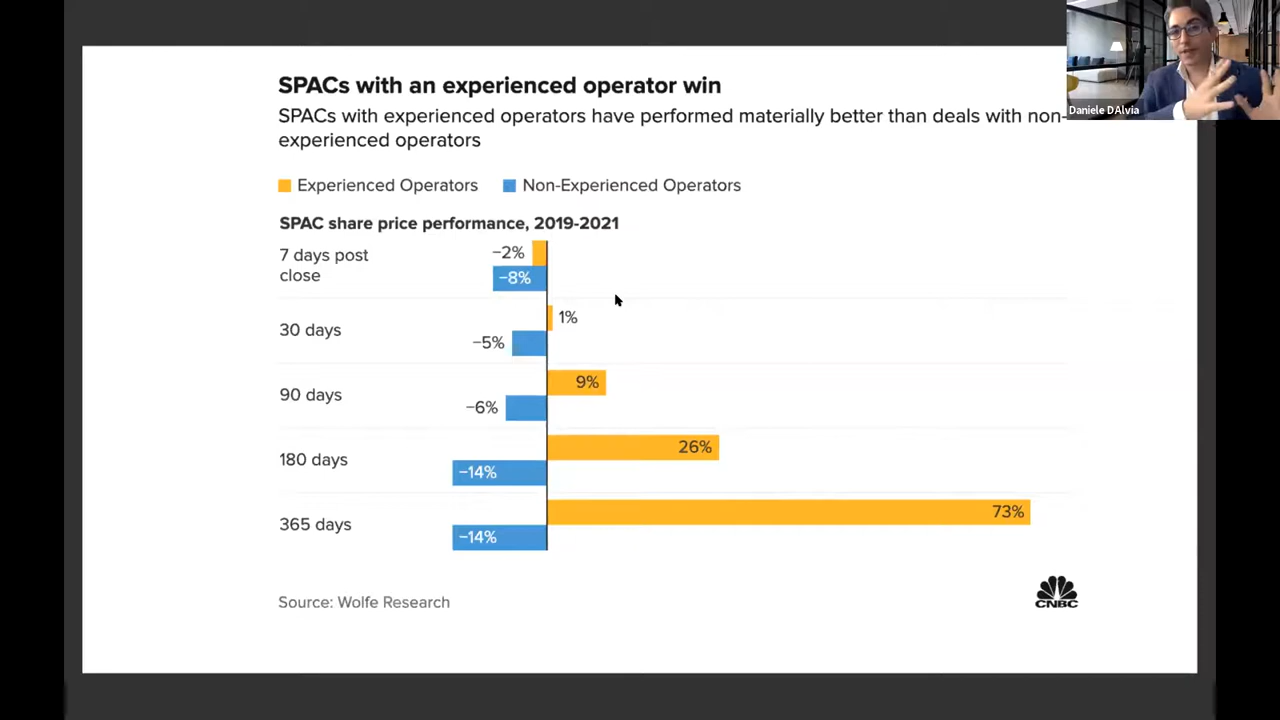 SPACs with an experienced operator win
SPACs with experienced operators have performed materially better than deals with non-
experienced operators
Experienced Operators
Non-Experienced Operators
SPAC share price performance, 2019-2021
7 days post
close
−2%
−8%
30 days
1%
−5%
90 days
9%
−6%
180 days
26%
−14%
365 days
73%
−14%
Source: Wolfe Research
CNBC
Daniele DAlvia